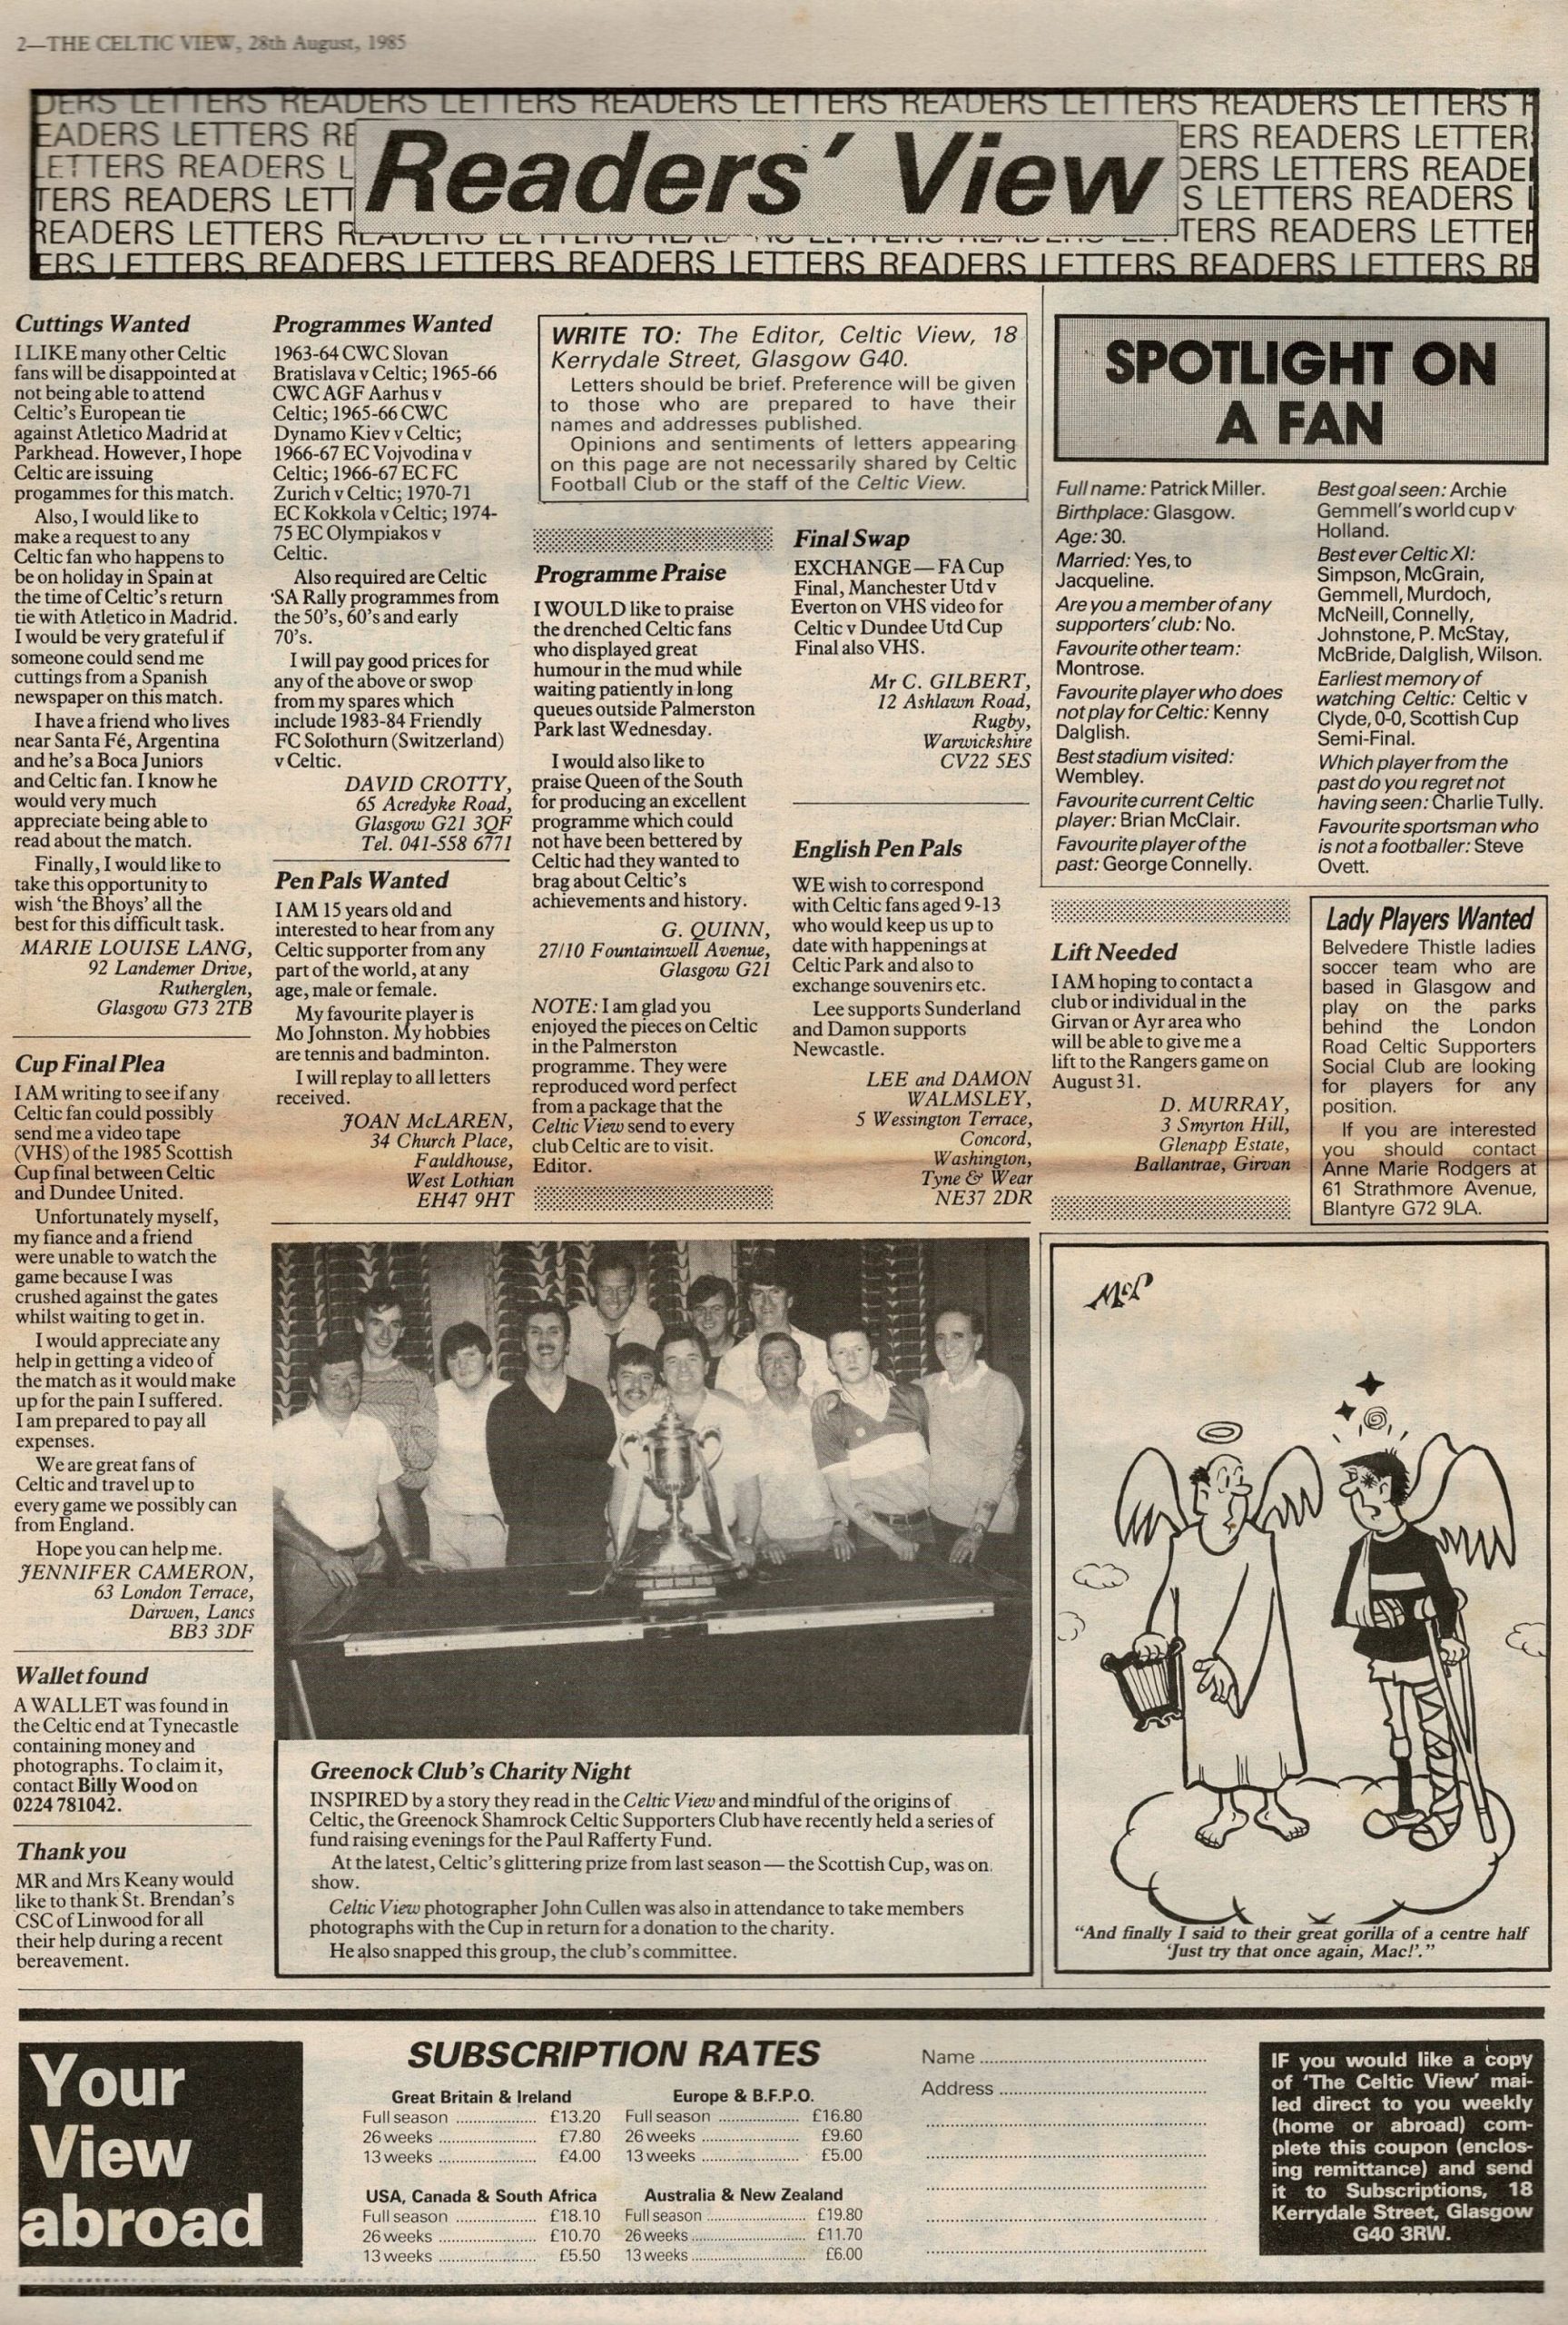 2—THE CELTIC VIEW, 28th August, 1985
DERS LETTERS READERS LETTERS READERS LETTERS READERS LETTERS READERS LETTERS R
EADERS LETTERS RE
ERS READERS LETTER
LETTERS READERS L
DERS LETTERS READE
TERS READERS LETT
S LETTERS READERS L
READERS LETTERS
TERS READERS LETTER
ERS LETTERS READERS LETTERS READERS LETTERS READERS LETTERS READERS LETTERS RE
Readers' View
Cuttings Wanted
I LIKE many other Celtic
fans will be disappointed at
not being able to attend
Celtic's European tie
against Atletico Madrid at
Parkhead. However, I hope
Celtic are issuing
progammes for this match.
Also, I would like to
make a request to any
Celtic fan who happens to
be on holiday in Spain at
the time of Celtic's return
tie with Atletico in Madrid.
I would be very grateful if
someone could send me
cuttings from a Spanish
newspaper on this match.
I have a friend who lives
near Santa Fé, Argentina
and he's a Boca Juniors
and Celtic fan. I know he
would very much
appreciate being able to
read about the match.
Finally, I would like to
take this opportunity to
wish 'the Bhoys' all the
best for this difficult task.
MARIE LOUISE LANG,
92 Landemer Drive,
Rutherglen,
Glasgow G73 2TB
Cup Final Plea
I AM writing to see if any
Celtic fan could possibly
send me a video tape
(VHS) of the 1985 Scottish
Cup final between Celtic
and Dundee United.
Unfortunately myself,
my fiance and a friend
were unable to watch the
game because I was
crushed against the gates
whilst waiting to get in.
I would appreciate any
help in getting a video of
the match as it would make
up for the pain I suffered.
I am prepared to pay all
expenses.
We are great fans of
Celtic and travel up to
every game we possibly can
from England.
Hope you can help me.
JENNIFER CAMERON,
63 London Terrace,
Darwen, Lancs
BB3 3DF
Wallet found
A WALLET was found in
the Celtic end at Tynecastle
containing money and
photographs. To claim it,
contact Billy Wood on
0224 781042.
Thank you
MR and Mrs Keany would
like to thank St. Brendan's
CSC of Linwood for all
their help during a recent
bereavement.
Programmes Wanted
1963-64 CWC Slovan
Bratislava v Celtic; 1965-66
CWC AGF Aarhus v
Celtic; 1965-66 CWC
Dynamo Kiev v Celtic;
1966-67 EC Vojvodina v
Celtic; 1966-67 EC FC
Zurich v Celtic; 1970-71
EC Kokkola v Celtic; 1974-
75 EC Olympiakos v
Celtic.
Also required are Celtic
'SA Rally programmes from
the 50's, 60's and early
70's.
I will pay good prices for
any of the above or swop
from my spares which
include 1983-84 Friendly
FC Solothurn (Switzerland)
v Celtic.
DAVID CROTTY,
65 Acredyke Road,
Glasgow G21 3QF
Tel. 041-558 6771
Pen Pals Wanted
I AM 15 years old and
interested to hear from any
Celtic supporter from any
part of the world, at any
age, male or female.
My favourite player is
Mo Johnston. My hobbies
are tennis and badminton.
I will replay to all letters
received.
JOAN McLAREN,
34 Church Place,
Fauldhouse,
West Lothian
EH47 9HT
WRITE TO: The Editor, Celtic View, 18
Kerrydale Street, Glasgow G40.
Letters should be brief. Preference will be given
to those who are prepared to have their
names and addresses published.
Opinions and sentiments of letters appearing
on this page are not necessarily shared by Celtic
Football Club or the staff of the Celtic View.
Programme Praise
I WOULD like to praise
the drenched Celtic fans
who displayed great
humour in the mud while
waiting patiently in long
queues outside Palmerston
Park last Wednesday.
I would also like to
praise Queen of the South
for producing an excellent
programme which could
not have been bettered by
Celtic had they wanted to
brag about Celtic's
achievements and history.
G. QUINN,
27/10 Fountainwell Avenue,
Glasgow G21
NOTE: I am glad you
enjoyed the pieces on Celtic
in the Palmerston
programme. They were
reproduced word perfect
from a package that the
Celtic View send to every
club Celtic are to visit.
Editor.
Final Swap
EXCHANGE — FA Cup
Final, Manchester Utd v
Everton on VHS video for
Celtic v Dundee Utd Cup
Final also VHS.
Mr C. GILBERT,
12 Ashlawn Road,
Rugby,
Warwickshire
CV22 5ES
English Pen Pals
WE wish to correspond
with Celtic fans aged 9-13
who would keep us up to
date with happenings at
Celtic Park and also to
exchange souvenirs etc.
Lee supports Sunderland
and Damon supports
Newcastle.
LEE and DAMON
WALMSLEY,
5 Wessington Terrace,
Concord,
Washington,
Tyne & Wear
NE37 2DR
SPOTLIGHT ON
A FAN
Full name: Patrick Miller.
Birthplace: Glasgow.
Age: 30.
Married: Yes, to
Jacqueline.
Are you a member of any
supporters' club: No.
Favourite other team:
Montrose.
Favourite player who does
not play for Celtic: Kenny
Dalglish.
Best stadium visited:
Wembley.
Favourite current Celtic
player: Brian McClair.
Favourite player of the
past: George Connelly.
Best goal seen: Archie
Gemmell's world cup v
Holland.
Best ever Celtic XI:
Simpson, McGrain,
Gemmell, Murdoch,
McNeill, Connelly,
Johnstone, P. McStay,
McBride, Dalglish, Wilson.
Earliest memory of
watching Celtic: Celtic v
Clyde, 0-0, Scottish Cup
Semi-Final.
Which player from the
past do you regret not
having seen: Charlie Tully.
Favourite sportsman who
is not a footballer: Steve
Ovett.
Lift Needed
I AM hoping to contact a
club or individual in the
Girvan or Ayr area who
will be able to give me a
lift to the Rangers game on
August 31.
D. MURRAY,
3 Smyrton Hill,
Glenapp Estate,
Ballantrae, Girvan
Lady Players Wanted
Belvedere Thistle ladies
soccer team who are
based in Glasgow and
play on the parks
behind the London
Road Celtic Supporters
Social Club are looking
for players for any
position.
If you are interested
you should contact
Anne Marie Rodgers at
61 Strathmore Avenue,
Blantyre G72 9LA.
Greenock Club's Charity Night
INSPIRED by a story they read in the Celtic View and mindful of the origins of
Celtic, the Greenock Shamrock Celtic Supporters Club have recently held a series of
fund raising evenings for the Paul Rafferty Fund.
At the latest, Celtic's glittering prize from last season — the Scottish Cup, was on
show.
Celtic View photographer John Cullen was also in attendance to take members
photographs with the Cup in return for a donation to the charity.
He also snapped this group, the club's committee.
McP
"And finally I said to their great gorilla of a centre half
'Just try that once again, Mac!'."
Your
View
abroad
SUBSCRIPTION RATES
Great Britain & Ireland
Full season .................. £13.20
26 weeks ...................... £7.80
13 weeks ...................... £4.00
Europe & B.F.P.O.
Full season .................. £16.80
26 weeks ...................... £9.60
13 weeks ...................... £5.00
USA, Canada & South Africa
Full season .................. £18.10
26 weeks ...................... £10.70
13 weeks ...................... £5.50
Australia & New Zealand
Full season ...................... £19.80
26 weeks .......................... £11.70
13 weeks .......................... £6.00
Name ..................................................
Address ..............................................
IF you would like a copy
of 'The Celtic View' mai-
led direct to you weekly
(home or abroad) com-
plete this coupon (enclos-
ing remittance) and send
it to Subscriptions, 18
Kerrydale Street, Glasgow
G40 3RW.